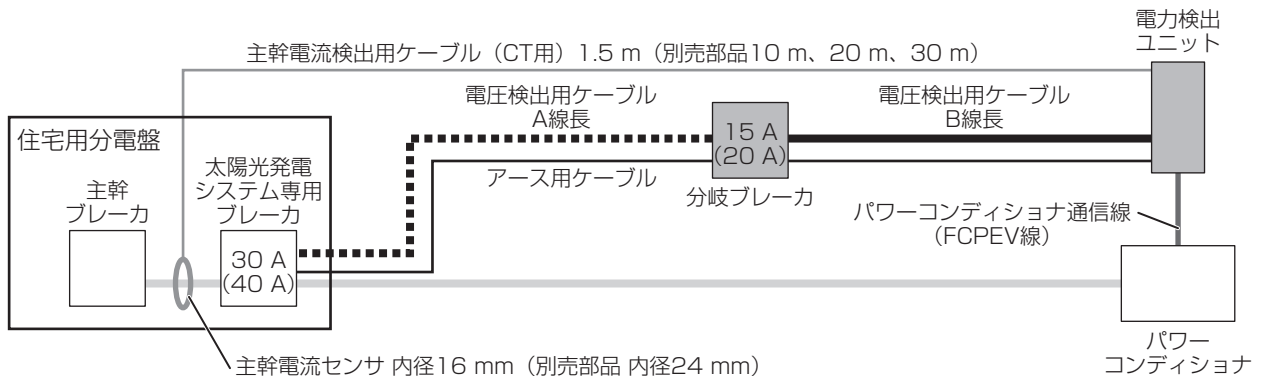 電力検出
ユニット
主幹電流検出用ケーブル（CT用）1.5 m（別売部品10 m、20 m、30 m）
電圧検出用ケーブル
A線長
電圧検出用ケーブル
B線長
住宅用分電盤
15 A
(20 A)
分岐ブレーカ
アース用ケーブル
主幹
ブレーカ
太陽光発電
システム専用
ブレーカ
30 A
(40 A)
パワーコンディショナ通信線
（FCPEV線）
パワー
コンディショナ
主幹電流センサ 内径16 mm（別売部品 内径24 mm）